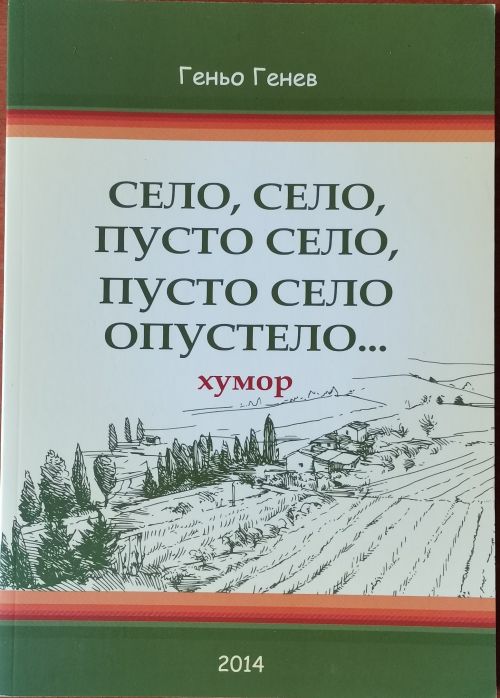 Геньо Генев
СЕЛО, СЕЛО,
ПУСТО СЕЛО,
ПУСТО СЕЛО
ОПУСТЕЛО...
хумор
2014